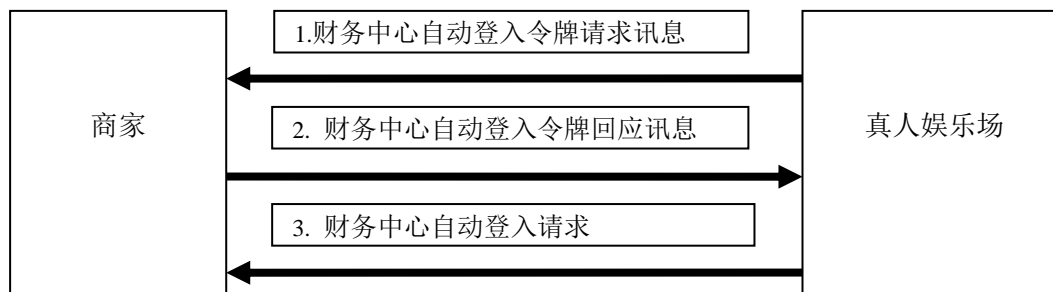 1.财务中心自动登入令牌请求讯息
商家
2. 财务中心自动登入令牌回应讯息
真人娱乐场
3. 财务中心自动登入请求